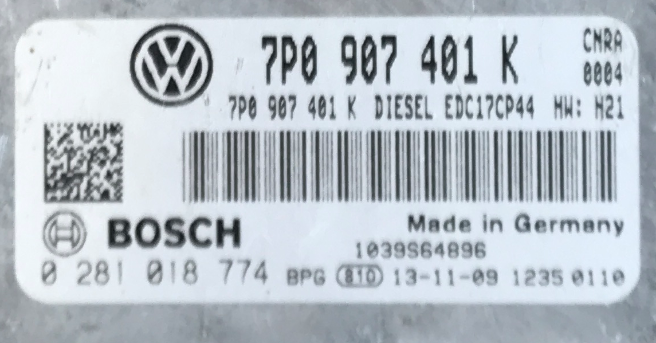 7P0 907 401 K CNRA
0004
7P0 907 401 K DIESEL EDC17CP44 HW: H21
BOSCH Made in Germany
1039S64896
0 281 018 774 BPG 810 13-11-09 1235 0110